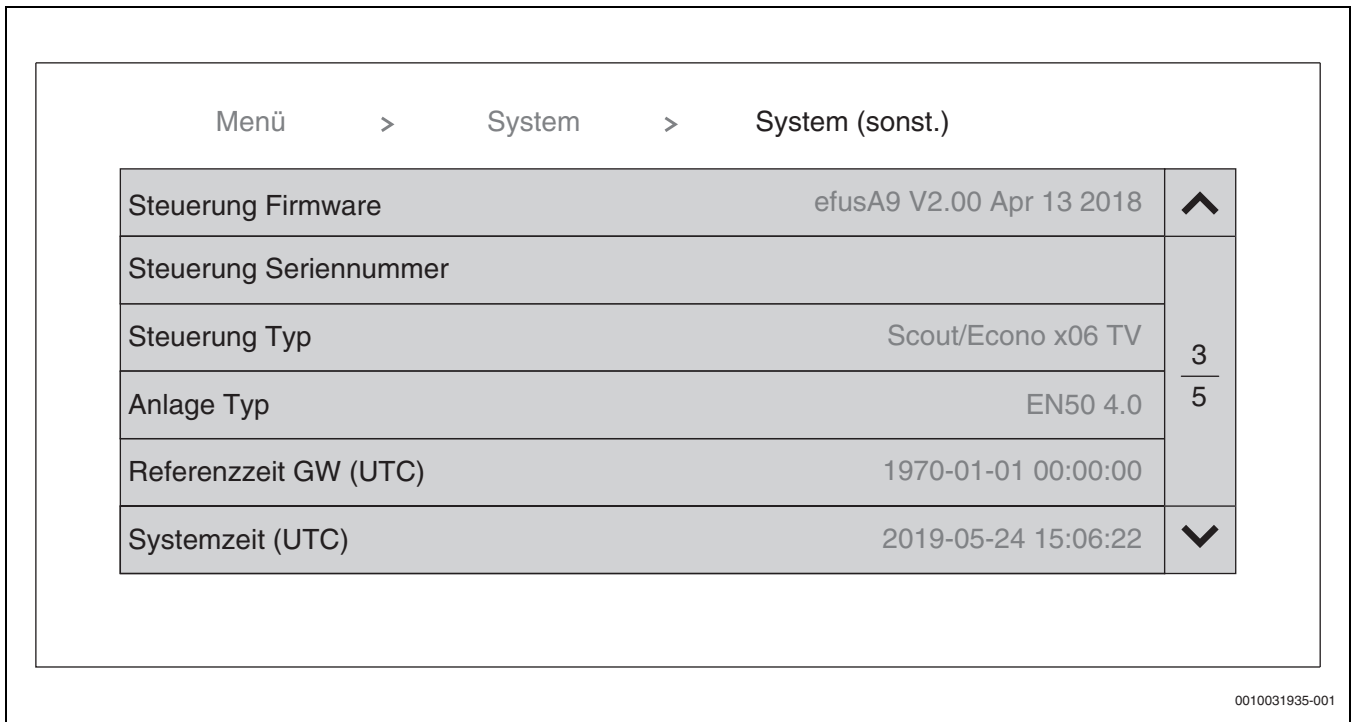 Menü > System > System (sonst.)
Steuerung Firmware efusA9 V2.00 Apr 13 2018
Steuerung Seriennummer
Steuerung Typ Scout/Econo x06 TV
3
5
Anlage Typ EN50 4.0
Referenzzeit GW (UTC) 1970-01-01 00:00:00
Systemzeit (UTC) 2019-05-24 15:06:22
0010031935-001